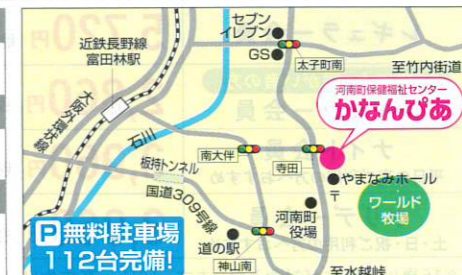 セブン
イレブン
GS
太子町南
近鉄長野線
富田林駅
至竹内街道
大阪外環状線
石川
河南町保健福祉センター
かなんぴあ
板持トンネル
南大伴
寺田
やまなみホール
〒
国道309号線
河南町
役場
ワールド
牧場
P無料駐車場
112台完備!
道の駅
神山南
至水越峠